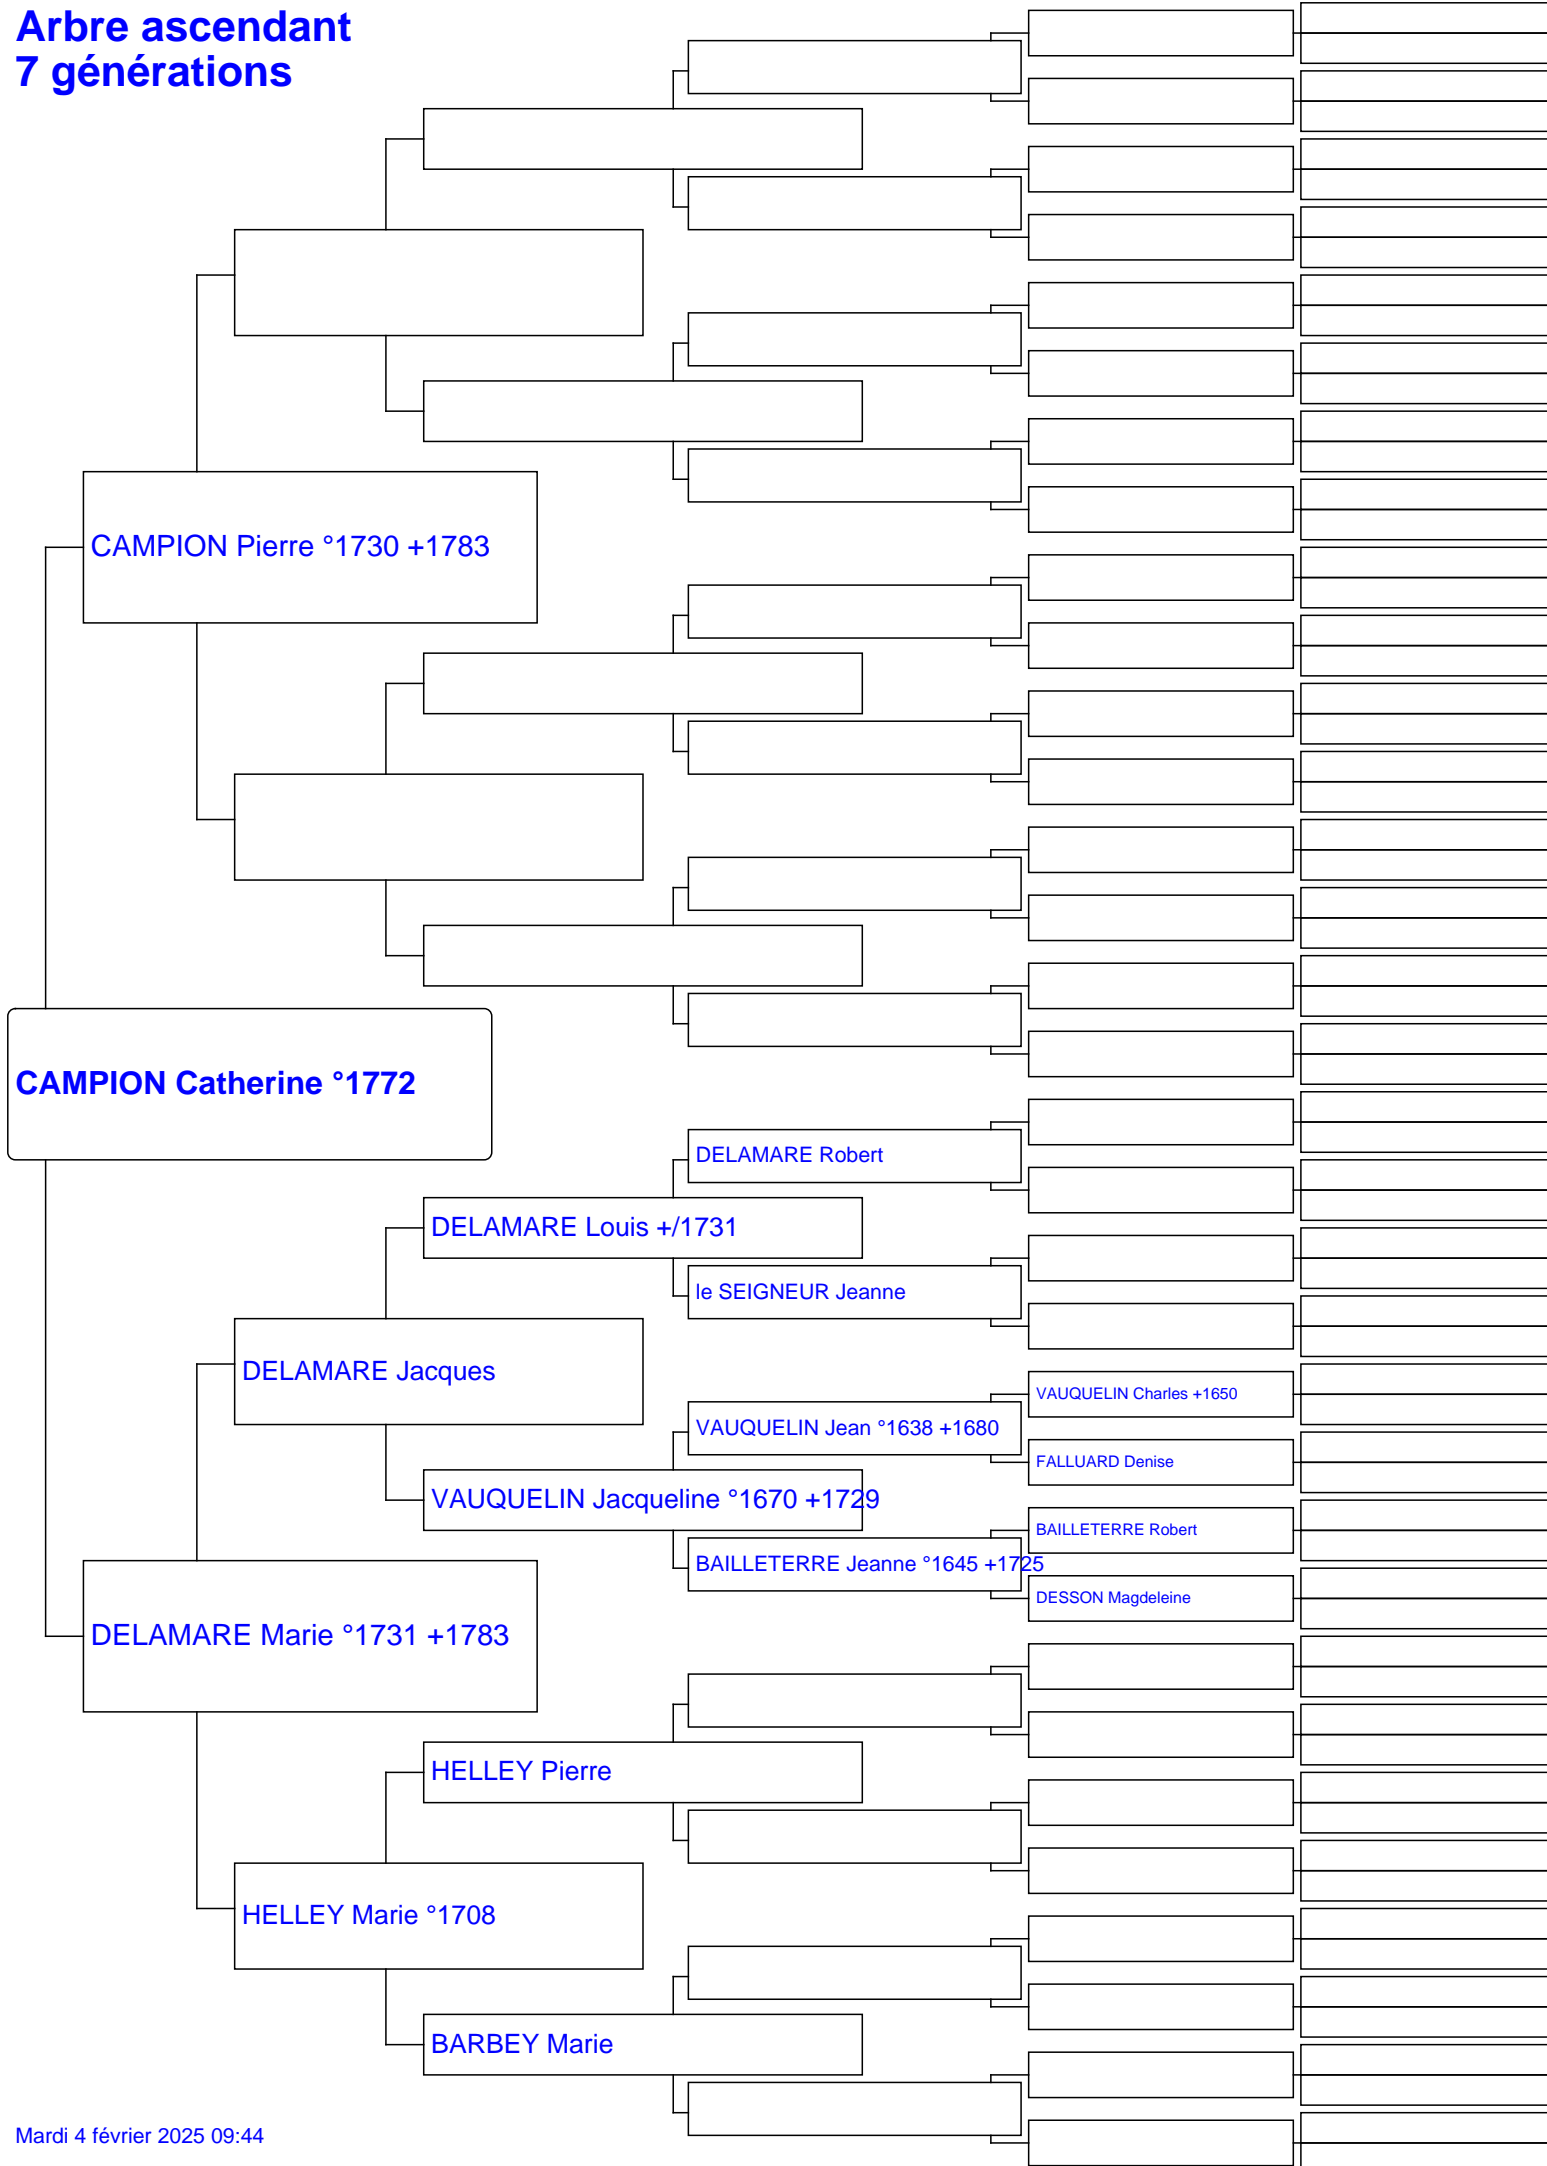 Arbre ascendant
7 générations
CAMPION Pierre °1730 +1783
CAMPION Catherine °1772
DELAMARE Robert
DELAMARE Louis +/1731
le SEIGNEUR Jeanne
DELAMARE Jacques
VAUQUELIN Charles +1650
VAUQUELIN Jean °1638 +1680
FALLUARD Denise
VAUQUELIN Jacqueline °1670 +1729
BAILLETERRE Robert
BAILLETERRE Jeanne °1645 +1725
DESSON Magdeleine
DELAMARE Marie °1731 +1783
HELLEY Pierre
HELLEY Marie °1708
BARBEY Marie
Mardi 4 février 2025 09:44